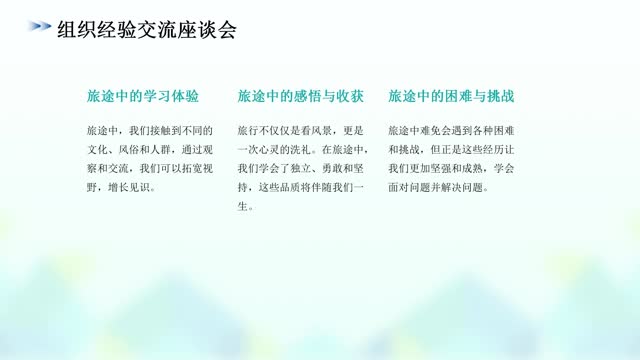 组织经验交流座谈会
旅途中的学习体验
旅途中，我们接触到不同的
文化、风俗和人群，通过观
察和交流，我们可以拓宽视
野，增长见识。
旅途中的感悟与收获
旅行不仅仅是看风景，更是
一次心灵的洗礼。在旅途中，
我们学会了独立、勇敢和坚
持，这些品质将伴随我们一
生。
旅途中的困难与挑战
旅途中难免会遇到各种困难
和挑战，但正是这些经历让
我们更加坚强和成熟，学会
面对问题并解决问题。